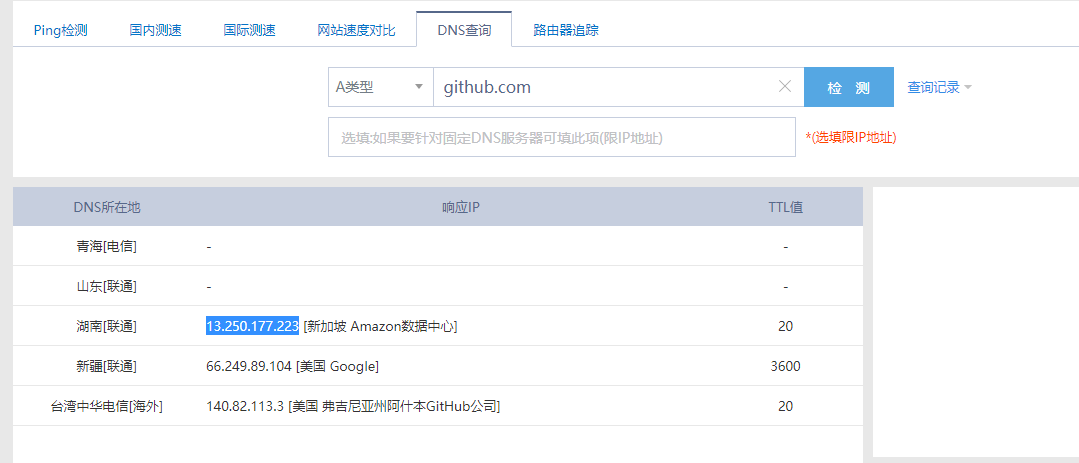 Ping检测 国内测速 国际测速 网站速度对比 DNS查询 路由器追踪
A类型 github.com 检 测 查询记录
选填:如果要针对固定DNS服务器可填此项(限IP地址) *(选填限IP地址)
DNS所在地 响应IP TTL值
青海[电信] - -
山东[联通] - -
湖南[联通] 13.250.177.223 [新加坡 Amazon数据中心] 20
新疆[联通] 66.249.89.104 [美国 Google] 3600
台湾中华电信[海外] 140.82.113.3 [美国 弗吉尼亚州阿什本GitHub公司] 20